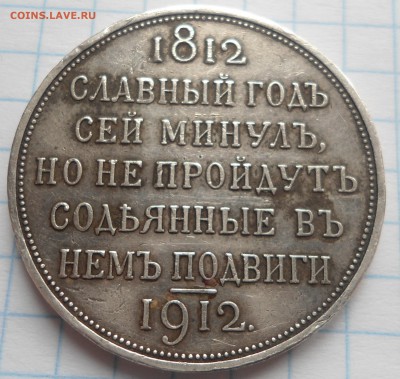 COINS.LAVE.RU
1812
СЛАВНЫЙ ГОДЪ
СЕЙ МИНУЛЪ,
НО НЕ ПРОЙДУТЪ
СОДѢЯННЫЕ ВЪ
НЕМЪ ПОДВИГИ
1912.